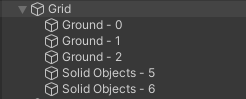 Grid
Ground - 0
Ground - 1
Ground - 2
Solid Objects - 5
Solid Objects - 6